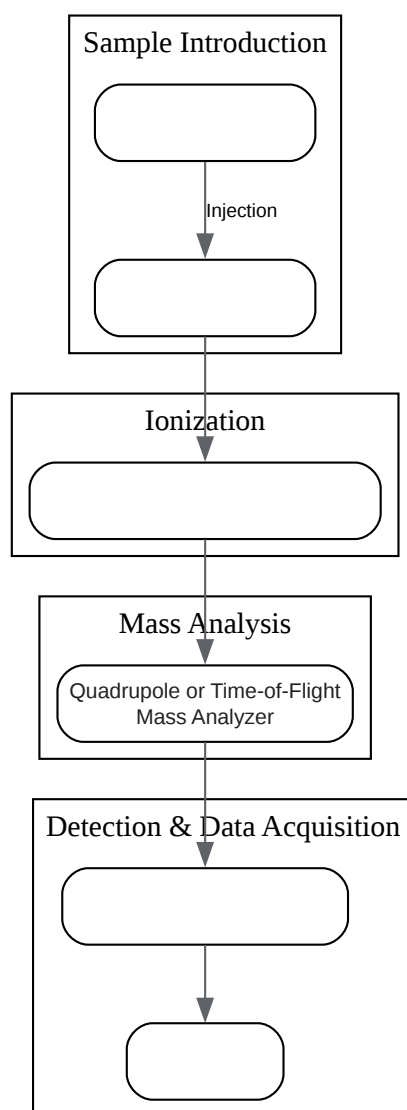 Sample Introduction
Injection
Ionization
Mass Analysis
Quadrupole or Time-of-Flight
Mass Analyzer
Detection & Data Acquisition